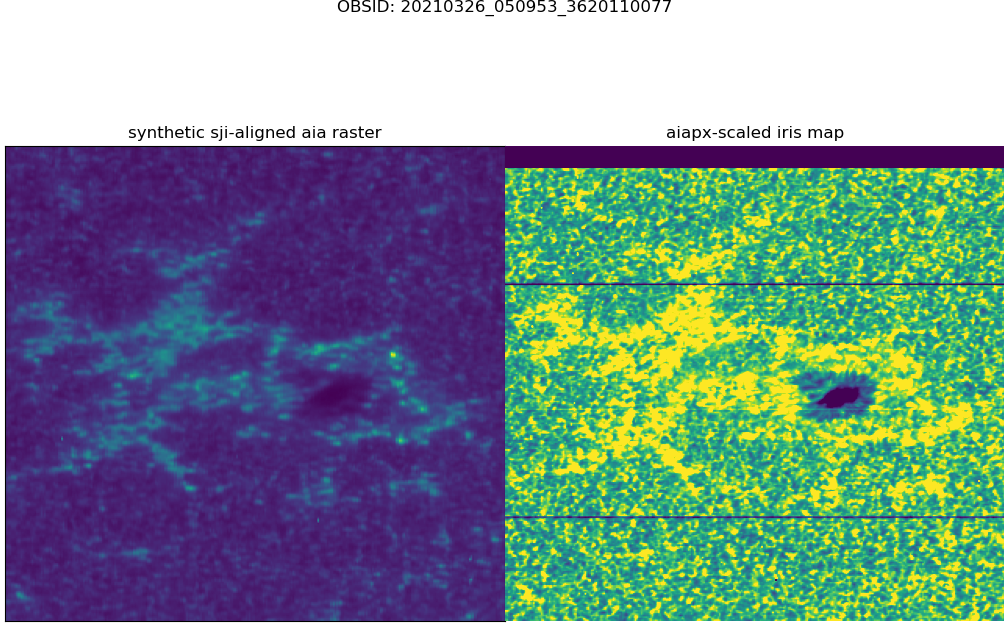 OBSID: 20210326_050953_3620110077
synthetic sji-aligned aia raster
aiapx-scaled iris map